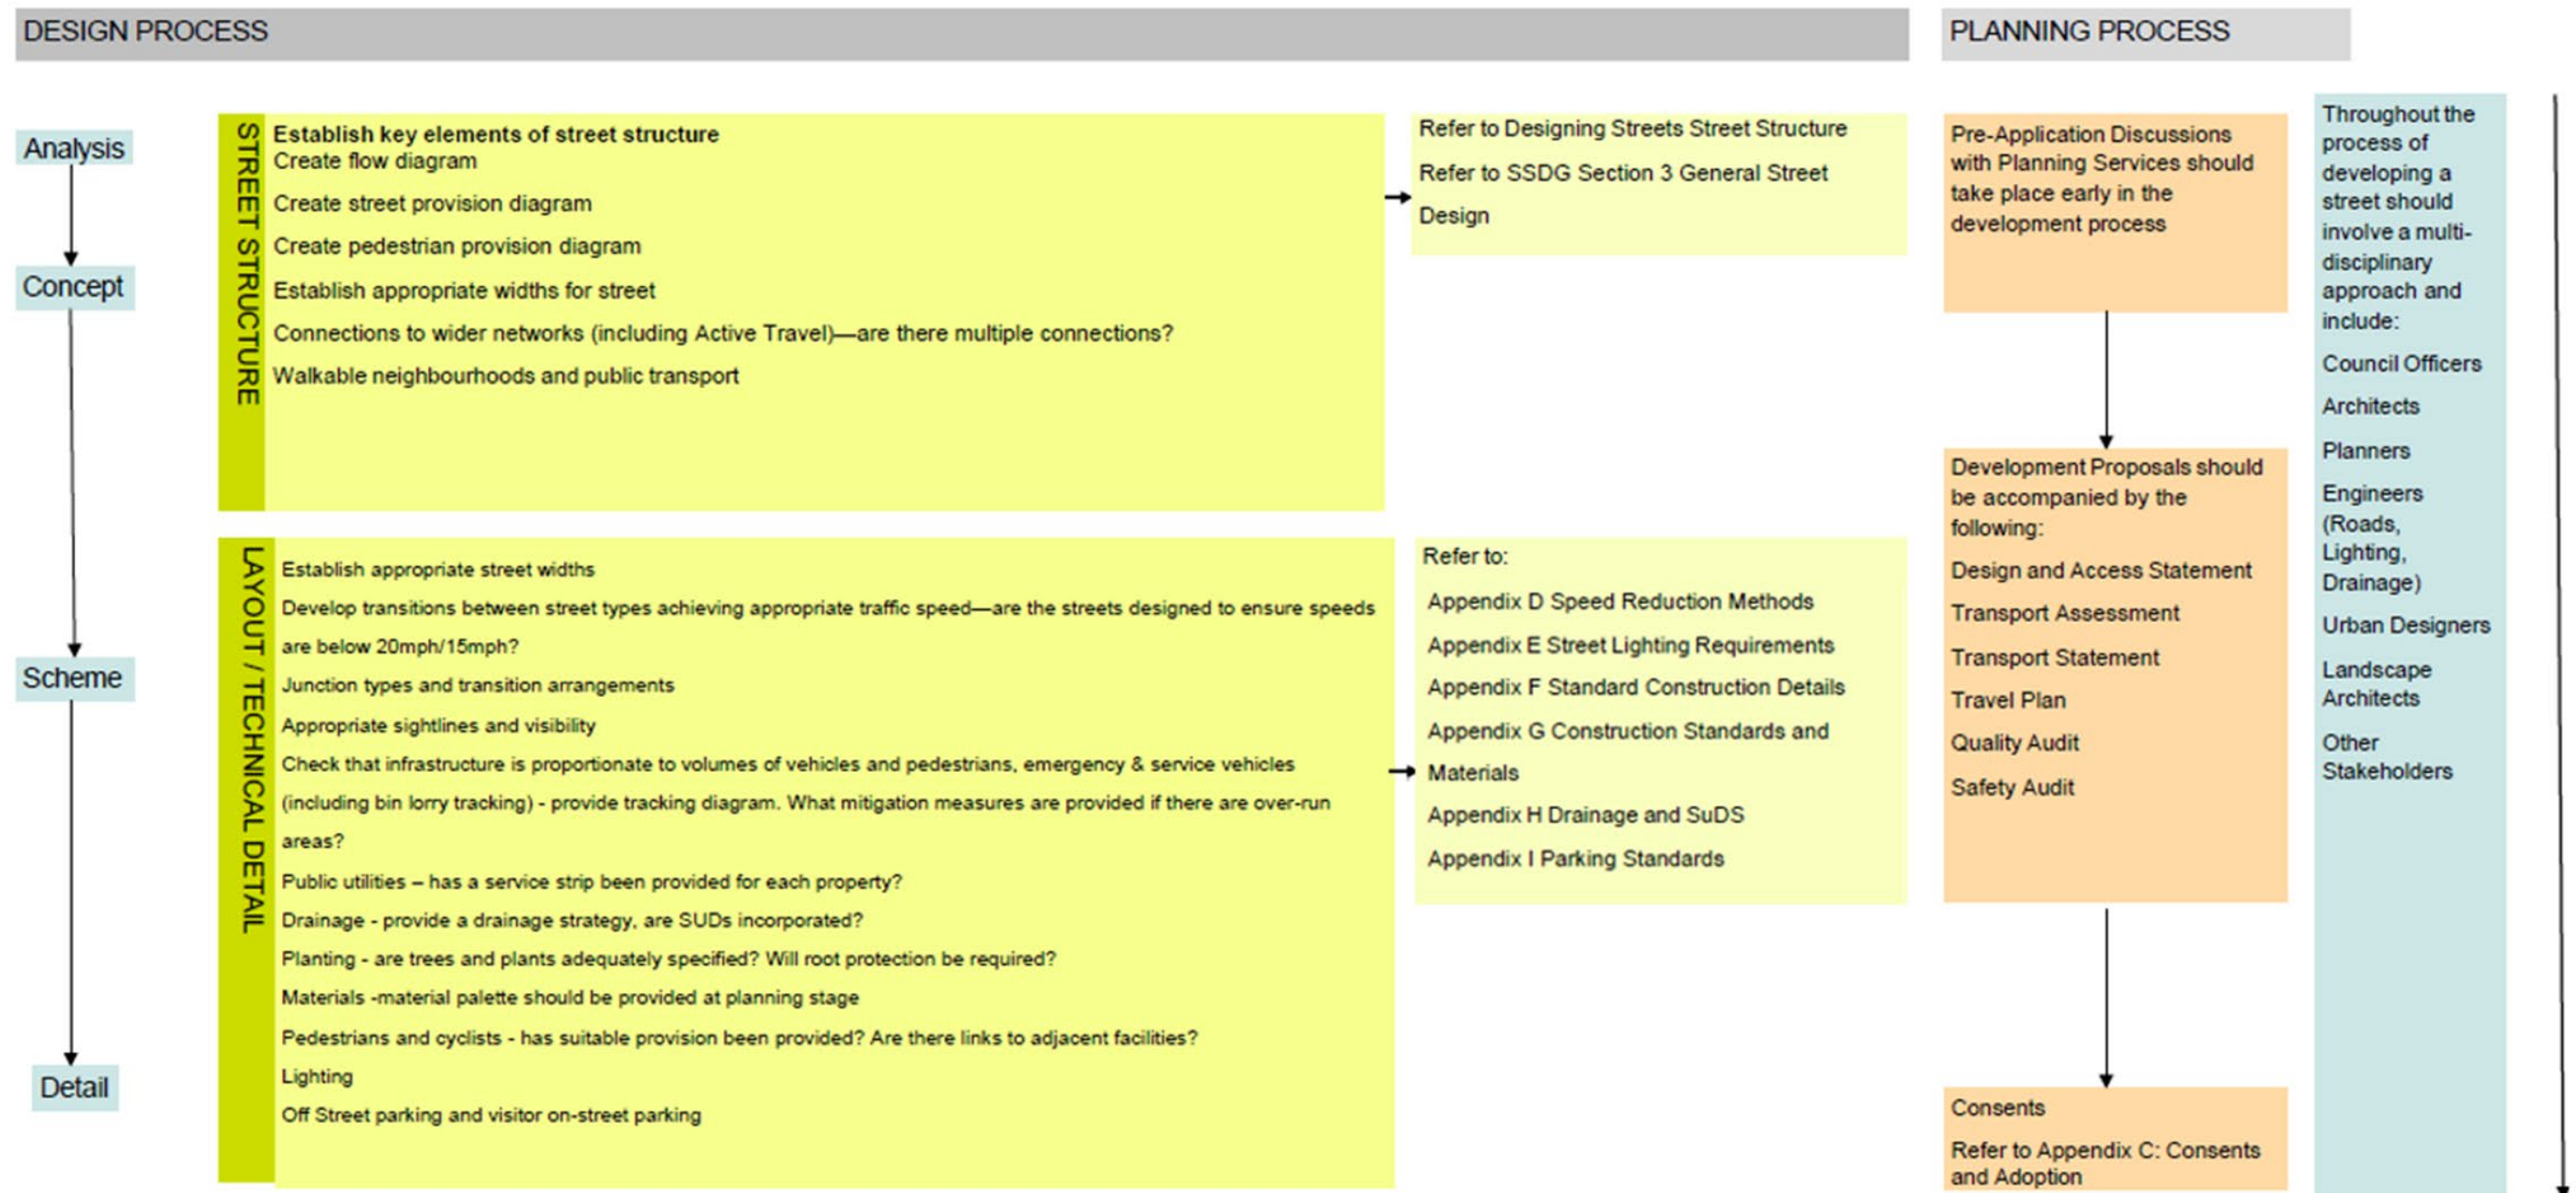 DESIGN PROCESS
PLANNING PROCESS
Analysis
Concept
Scheme
Detail
STREET STRUCTURE
Establish key elements of street structure
Create flow diagram
Create street provision diagram
Create pedestrian provision diagram
Establish appropriate widths for street
Connections to wider networks (including Active Travel)—are there multiple connections?
Walkable neighbourhoods and public transport
Refer to Designing Streets Street Structure
Refer to SSDG Section 3 General Street
Design
LAYOUT / TECHNICAL DETAIL
Establish appropriate street widths
Develop transitions between street types achieving appropriate traffic speed—are the streets designed to ensure speeds
are below 20mph/15mph?
Junction types and transition arrangements
Appropriate sightlines and visibility
Check that infrastructure is proportionate to volumes of vehicles and pedestrians, emergency & service vehicles
(including bin lorry tracking) - provide tracking diagram. What mitigation measures are provided if there are over-run
areas?
Public utilities – has a service strip been provided for each property?
Drainage - provide a drainage strategy, are SUDs incorporated?
Planting - are trees and plants adequately specified? Will root protection be required?
Materials -material palette should be provided at planning stage
Pedestrians and cyclists - has suitable provision been provided? Are there links to adjacent facilities?
Lighting
Off Street parking and visitor on-street parking
Refer to:
Appendix D Speed Reduction Methods
Appendix E Street Lighting Requirements
Appendix F Standard Construction Details
Appendix G Construction Standards and
Materials
Appendix H Drainage and SuDS
Appendix I Parking Standards
Pre-Application Discussions
with Planning Services should
take place early in the
development process
Development Proposals should
be accompanied by the
following:
Design and Access Statement
Transport Assessment
Transport Statement
Travel Plan
Quality Audit
Safety Audit
Consents
Refer to Appendix C: Consents
and Adoption
Throughout the
process of
developing a
street should
involve a multi-
disciplinary
approach and
include:
Council Officers
Architects
Planners
Engineers
(Roads,
Lighting,
Drainage)
Urban Designers
Landscape
Architects
Other
Stakeholders